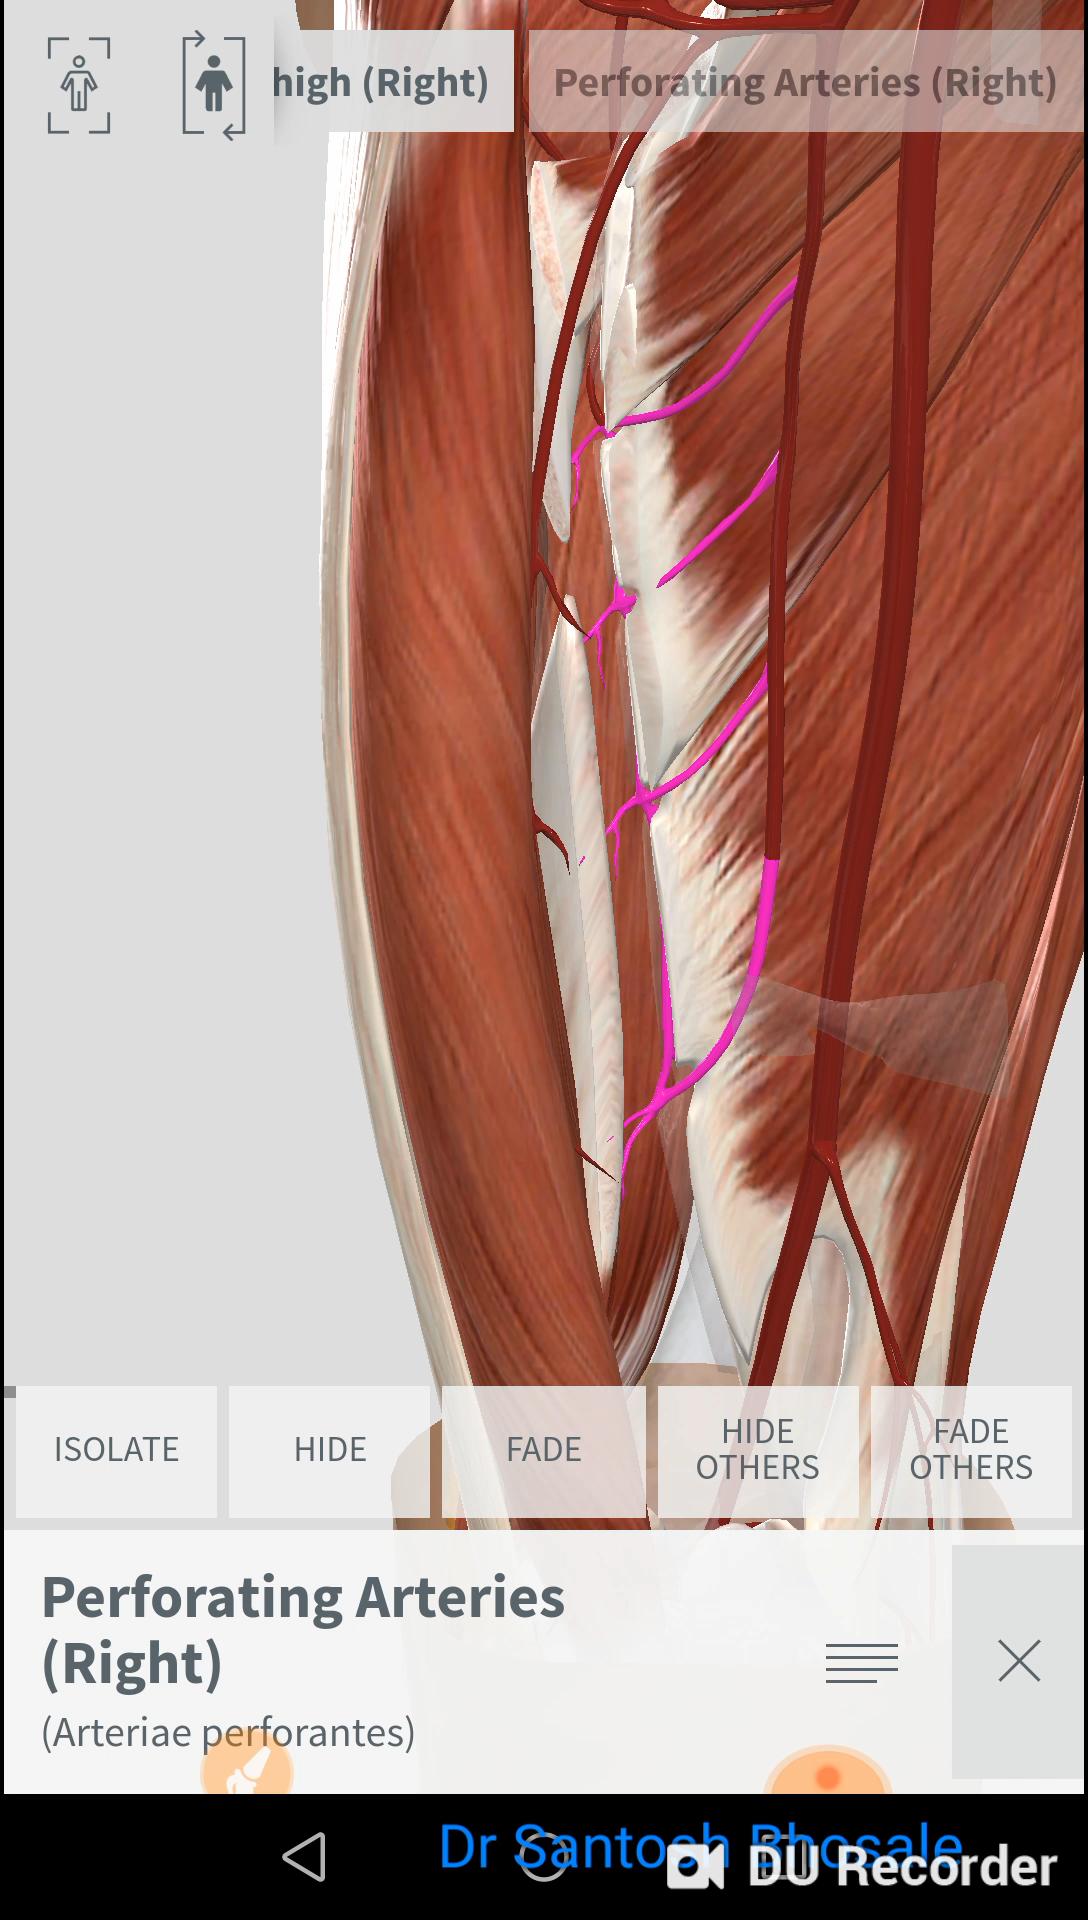 high (Right)
Perforating Arteries (Right)
ISOLATE
HIDE
FADE
HIDE
OTHERS
FADE
OTHERS
Perforating Arteries
(Right)
(Arteriae perforantes)
Dr Santosh Bhosale
DU Recorder